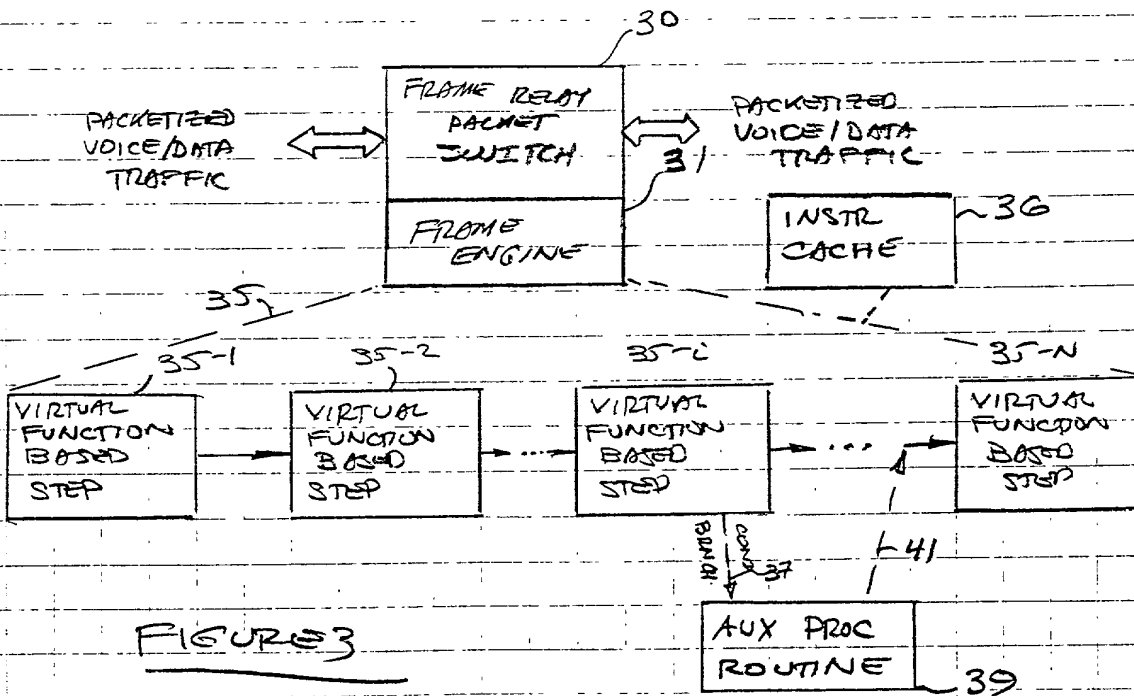 30
FRAME RELAY
PACKET
SWITCH
PACKETIZED
VOICE/DATA
TRAFFIC
PACKETIZED
VOICE/DATA
TRAFFIC
31
FRAME
ENGINE
INSTR
CACHE
36
35
35-1
35-2
35-i
35-N
VIRTUAL
FUNCTION
BASED
STEP
VIRTUAL
FUNCTION
BASED
STEP
...
VIRTUAL
FUNCTION
BASED
STEP
...
VIRTUAL
FUNCTION
BASED
STEP
COND
BRNCH
37
41
AUX PROC
ROUTINE
39
FIGURE 3